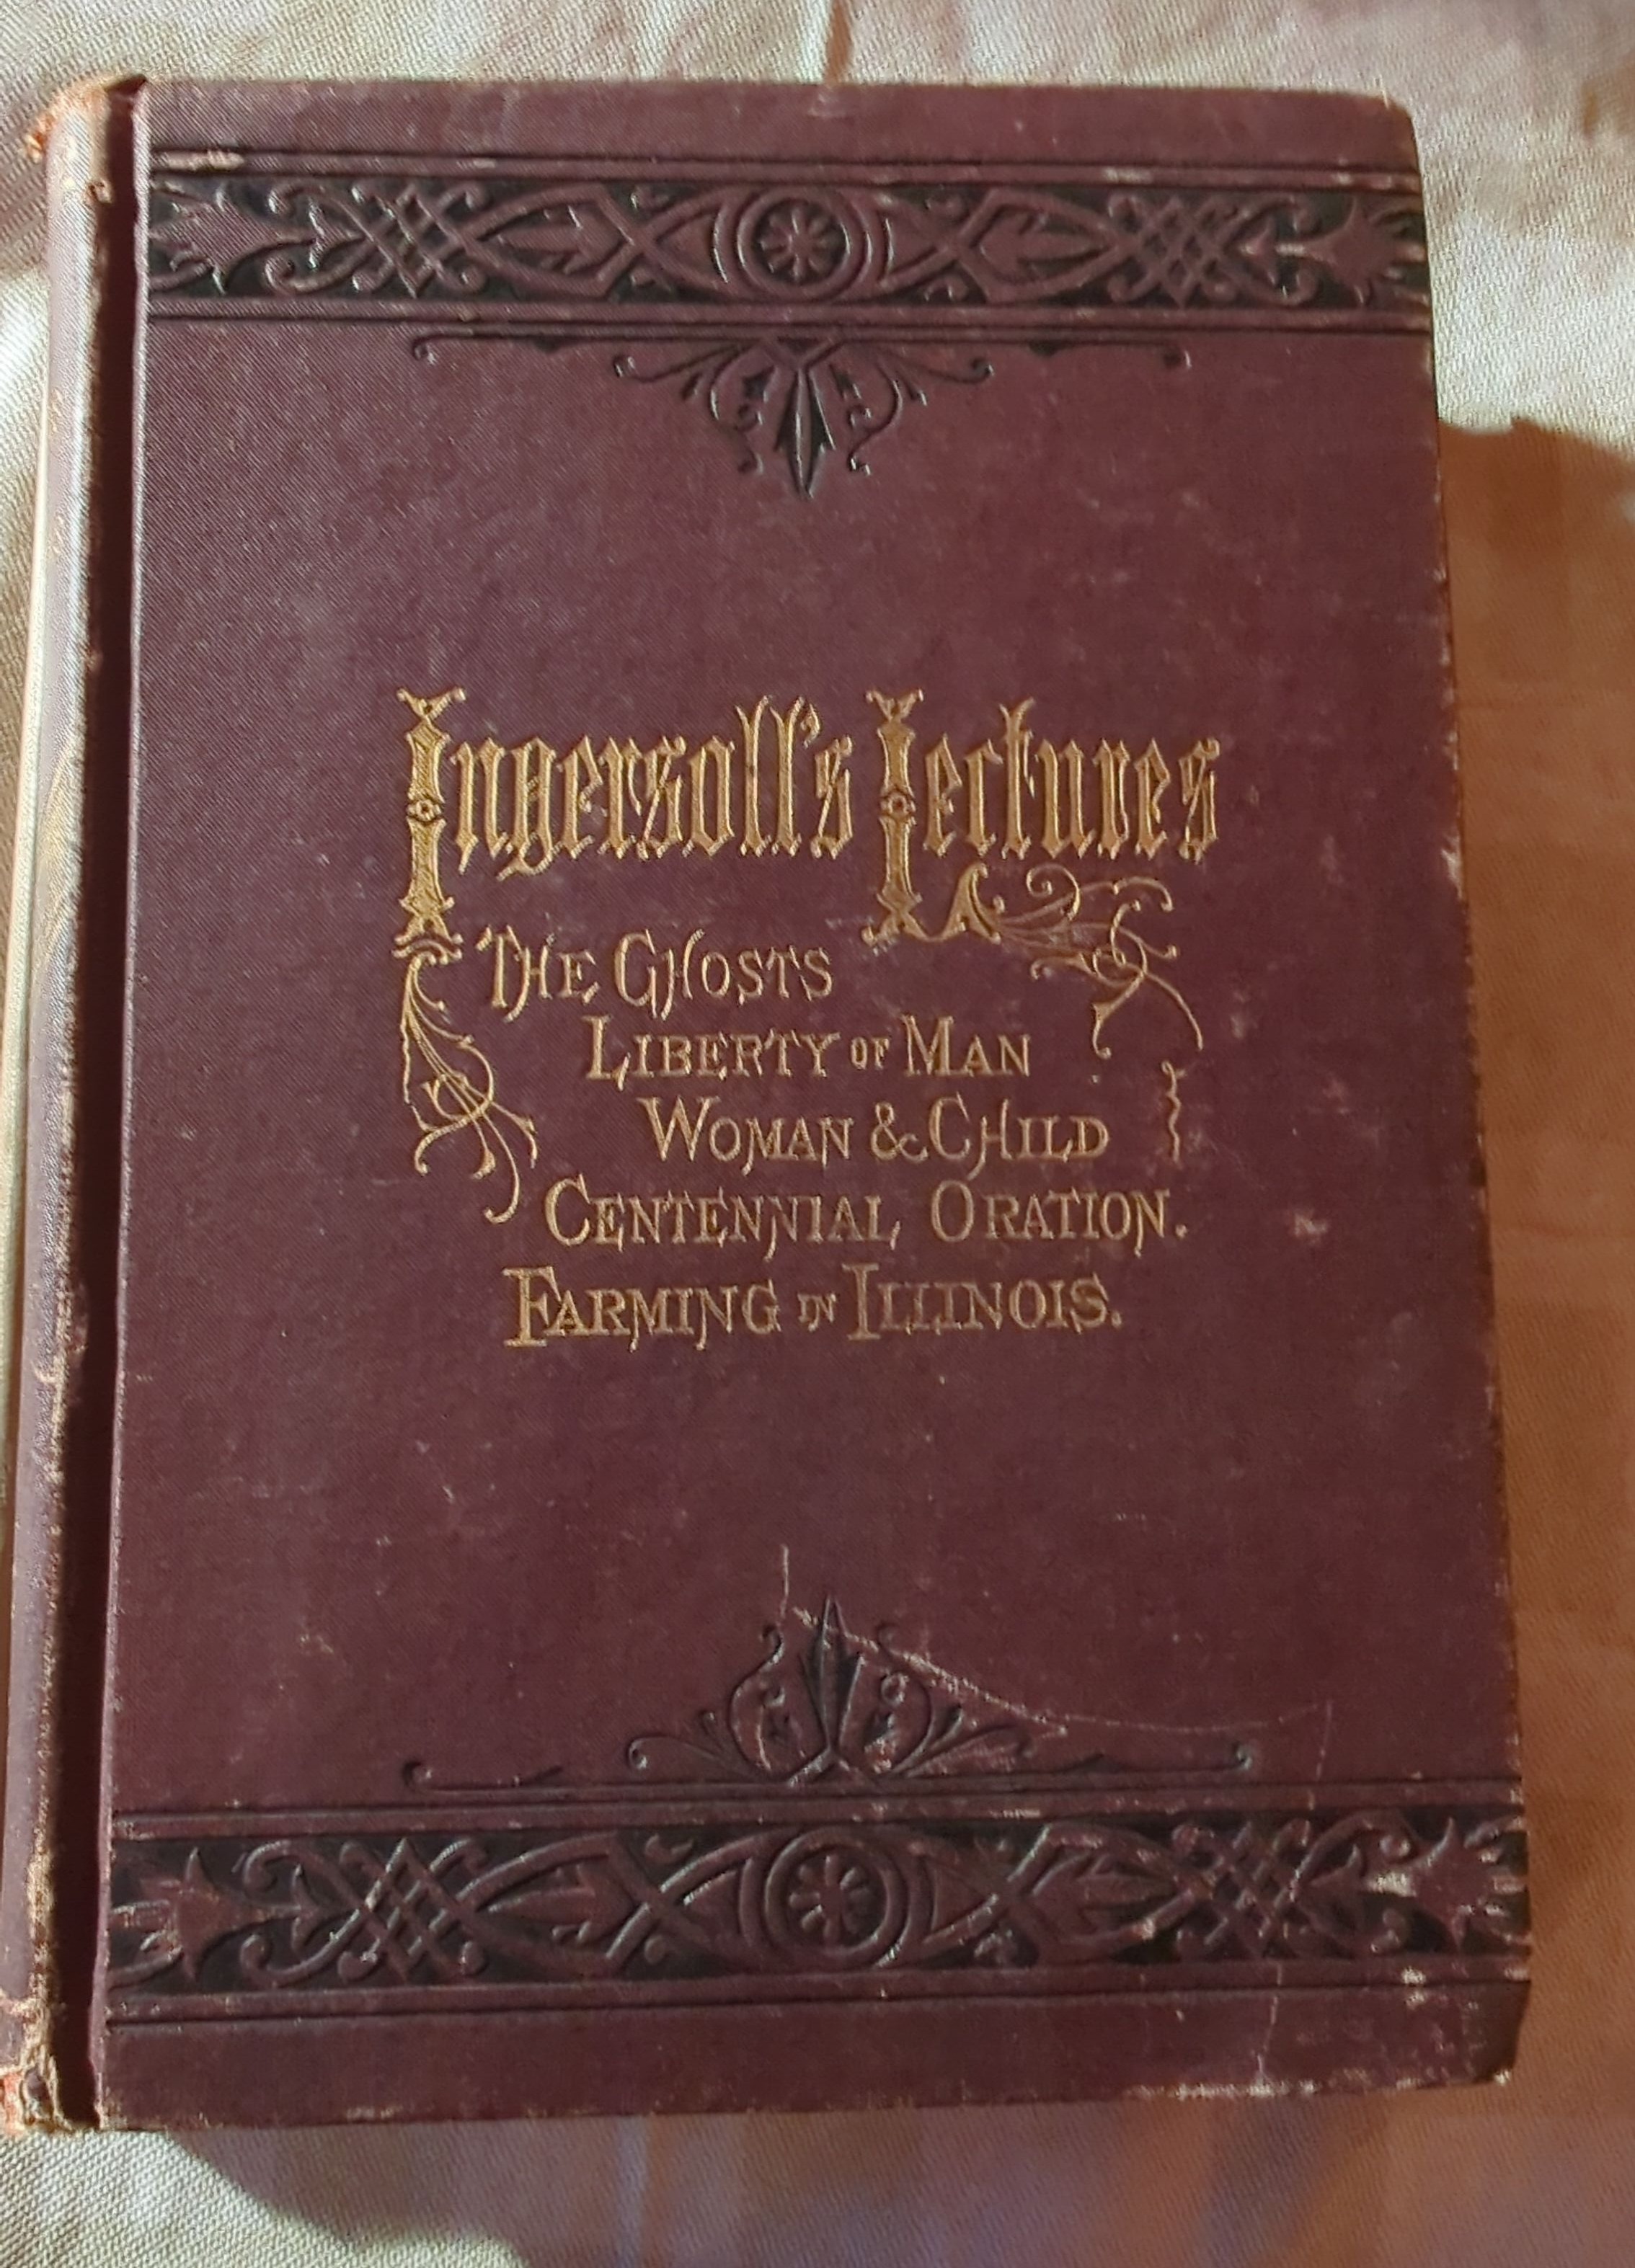 Ingersoll's Lectures
THE GHOSTS
LIBERTY OF MAN
WOMAN & CHILD
CENTENNIAL ORATION.
FARMING IN ILLINOIS.